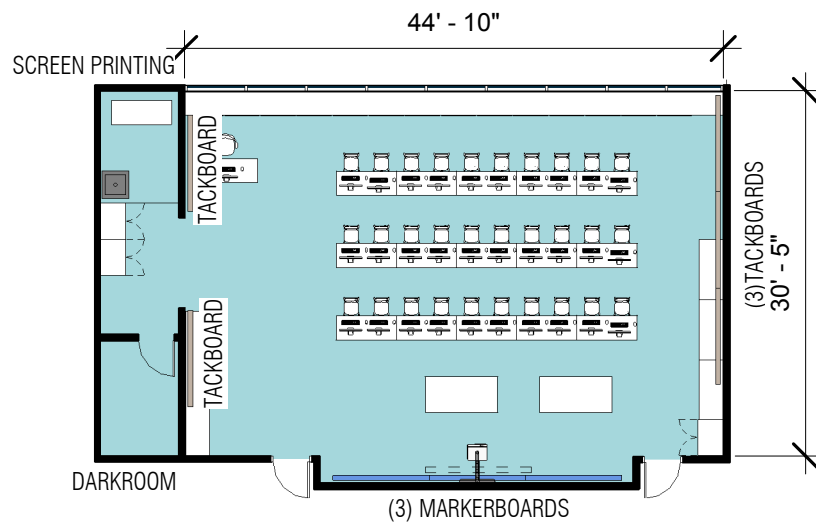 44' - 10"
SCREEN PRINTING
TACKBOARD
(3)TACKBOARDS
30' - 5"
TACKBOARD
DARKROOM
(3) MARKERBOARDS